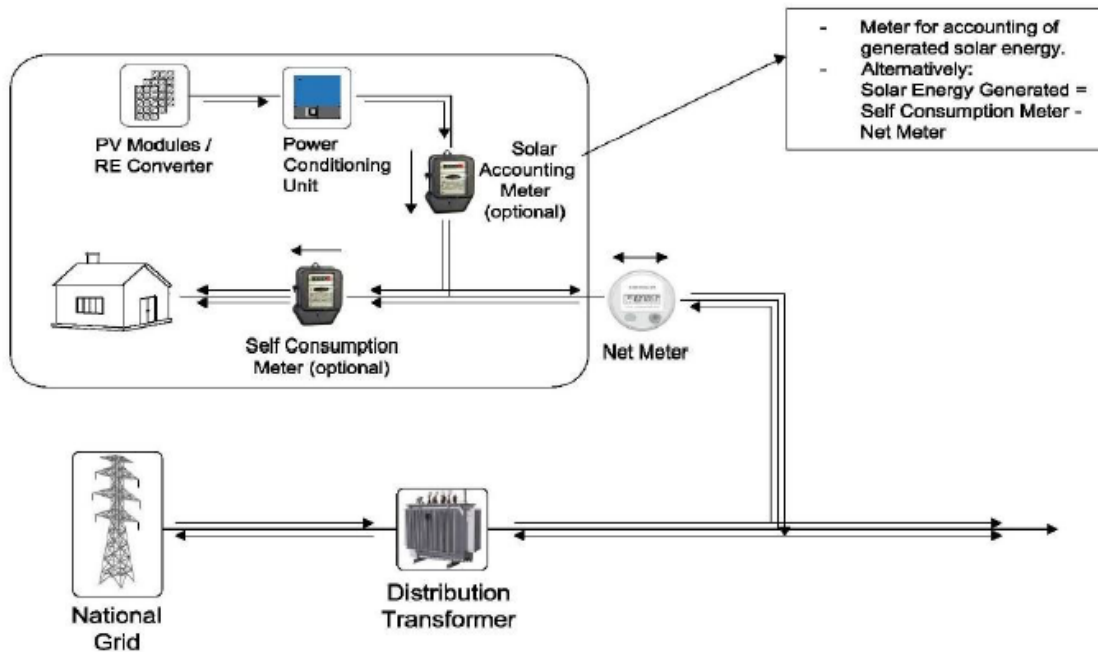 - Meter for accounting of
generated solar energy.
- Alternatively:
Solar Energy Generated =
Self Consumption Meter -
Net Meter
PV Modules /
RE Converter
Power
Conditioning
Unit
Solar
Accounting
Meter
(optional)
Self Consumption
Meter (optional)
Net Meter
National
Grid
Distribution
Transformer